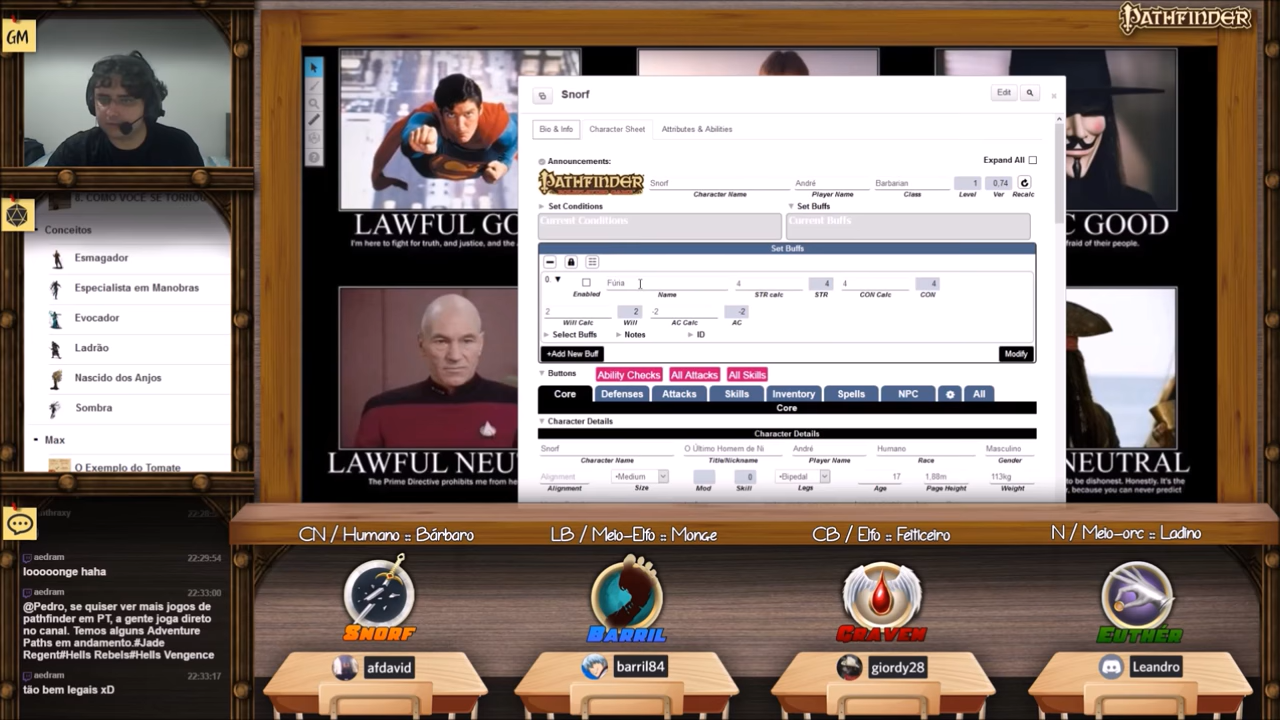 PATHFINDER
GM
Snorf
Edit
Bio & Info
Character Sheet
Attributes & Abilities
Announcements:
Expand All
PATHFINDER
Snorf
André
Barbarian
1
0,74
Character Name
Player Name
Class
Level
Ver
Recalc
Set Conditions
Set Buffs
Current Conditions
Current Buffs
Set Buffs
0
Fúria
4
4
4
4
Enabled
Name
STR calc
STR
CON Calc
CON
2
2
-2
-2
Will Calc
Will
AC Calc
AC
Select Buffs
Notes
ID
+Add New Buff
Modify
Buttons
Ability Checks
All Attacks
All Skills
Core
Defenses
Attacks
Skills
Inventory
Spells
NPC
All
Core
Character Details
Character Details
Snorf
O Último Homem de Ni
André
Humano
Masculino
Character Name
Title/Nickname
Player Name
Race
Gender
Alignment
•Medium
0
•Bipedal
17
1,88m
113kg
Alignment
Size
Mod
Skill
Legs
Age
Page Height
Weight
LAWFUL GO
I'm here to fight for truth, and justice, and the
C GOOD
fraid of their people.
LAWFUL NEU
The Prime Directive prohibits me from he
NEUTRAL
to be dishonest. Honestly. It's the
, because you can never predict
8. COMO VOCÊ SE TORNOU
Conceitos
Esmagador
Especialista em Manobras
Evocador
Ladrão
Nascido dos Anjos
Sombra
Max
O Exemplo do Tomate
aedram
22:29:54
looooonge haha
aedram
22:33:00
@Pedro, se quiser ver mais jogos de
pathfinder em PT, a gente joga direto
no canal. Temos alguns Adventure
Paths em andamento.#Jade
Regent#Hells Rebels#Hells Vengence
aedram
22:33:17
tão bem legais xD
CN / Humano :: Bárbaro
LB / Meio-Elfo :: Monge
CB / Elfo :: Feiticeiro
N / Meio-orc :: Ladino
SNORF
BARRIL
CRAVEN
EUTHÉR
afdavid
barril84
giordy28
Leandro